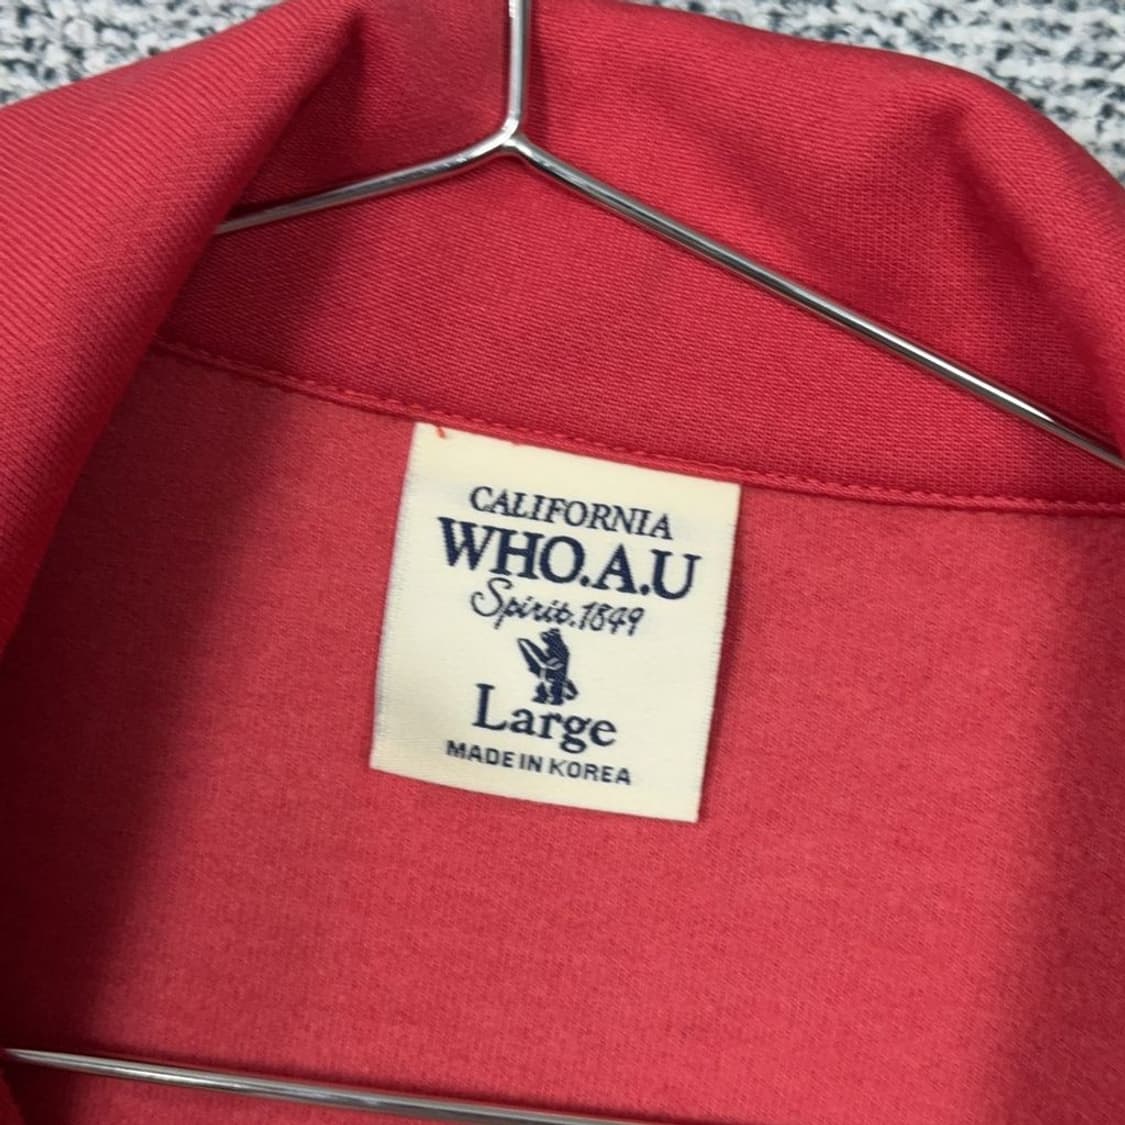 CALIFORNIA
WHO.A.U
Spirit.1849
Large
MADE IN KOREA